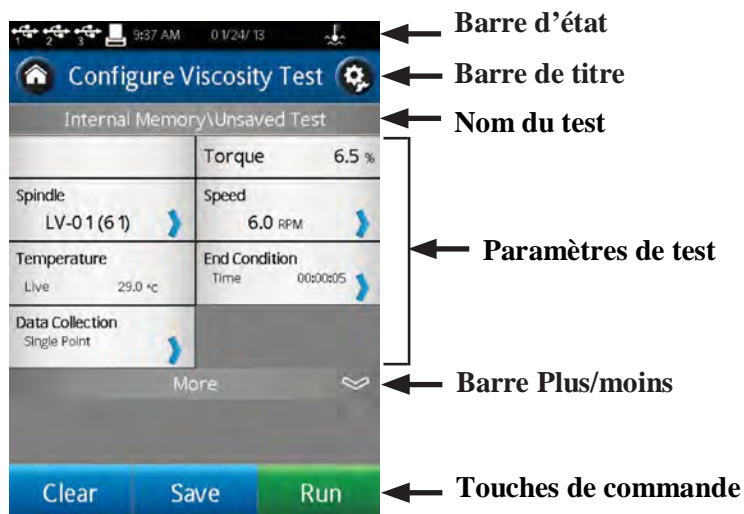 1 2 3 9:37 AM 01/24/13
Barre d’état
Configure Viscosity Test
Barre de titre
Internal Memory\Unsaved Test
Nom du test
Torque 6.5 %
Spindle
LV-01(61)
Speed
6.0 RPM
Temperature
Live 29.0 °C
End Condition
Time 00:00:05
Paramètres de test
Data Collection
Single Point
More
Barre Plus/moins
Clear Save Run
Touches de commande